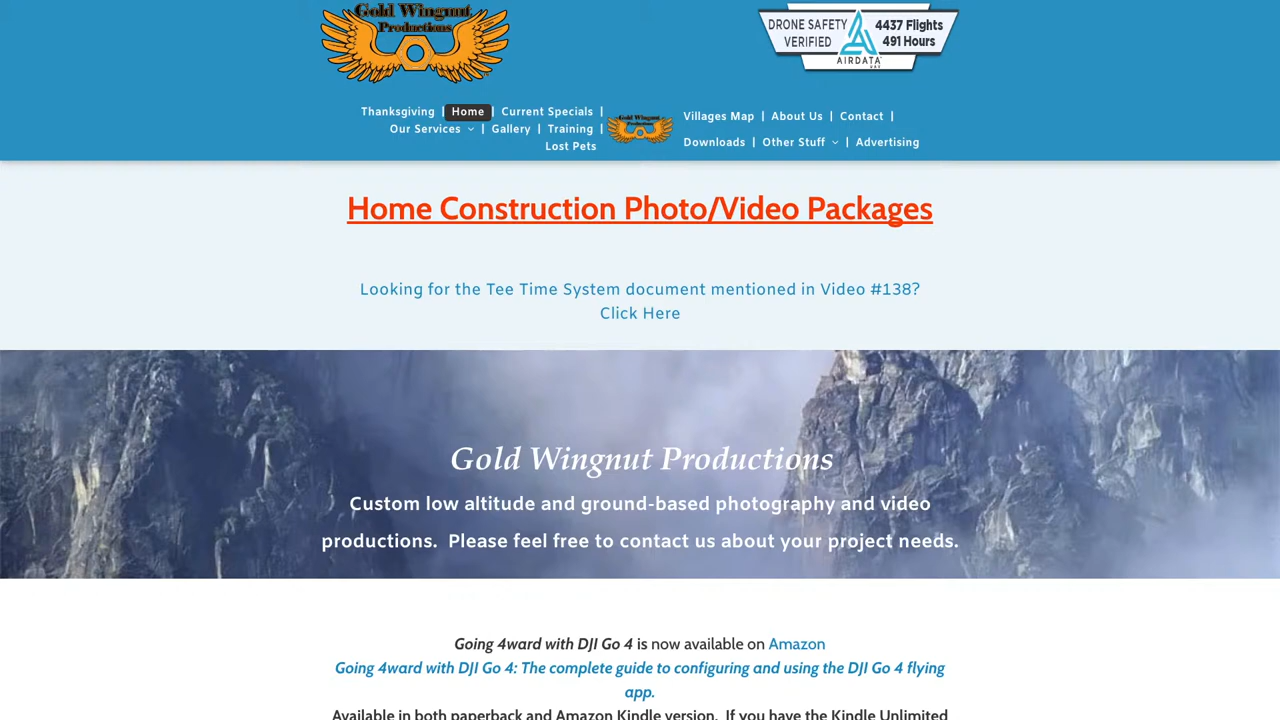 Gold Wingnut
Productions
DRONE SAFETY
VERIFIED
4437 Flights
491 Hours
AIRDATA
UAV
Thanksgiving | Home | Current Specials |
Our Services | Gallery | Training |
Lost Pets
Gold Wingnut
Productions
Villages Map | About Us | Contact |
Downloads | Other Stuff | Advertising
Home Construction Photo/Video Packages
Looking for the Tee Time System document mentioned in Video #138?
Click Here
Gold Wingnut Productions
Custom low altitude and ground-based photography and video
productions.  Please feel free to contact us about your project needs.
Going 4ward with DJI Go 4 is now available on Amazon
Going 4ward with DJI Go 4: The complete guide to configuring and using the DJI Go 4 flying
app.
Available in both paperback and Amazon Kindle version.  If you have the Kindle Unlimited